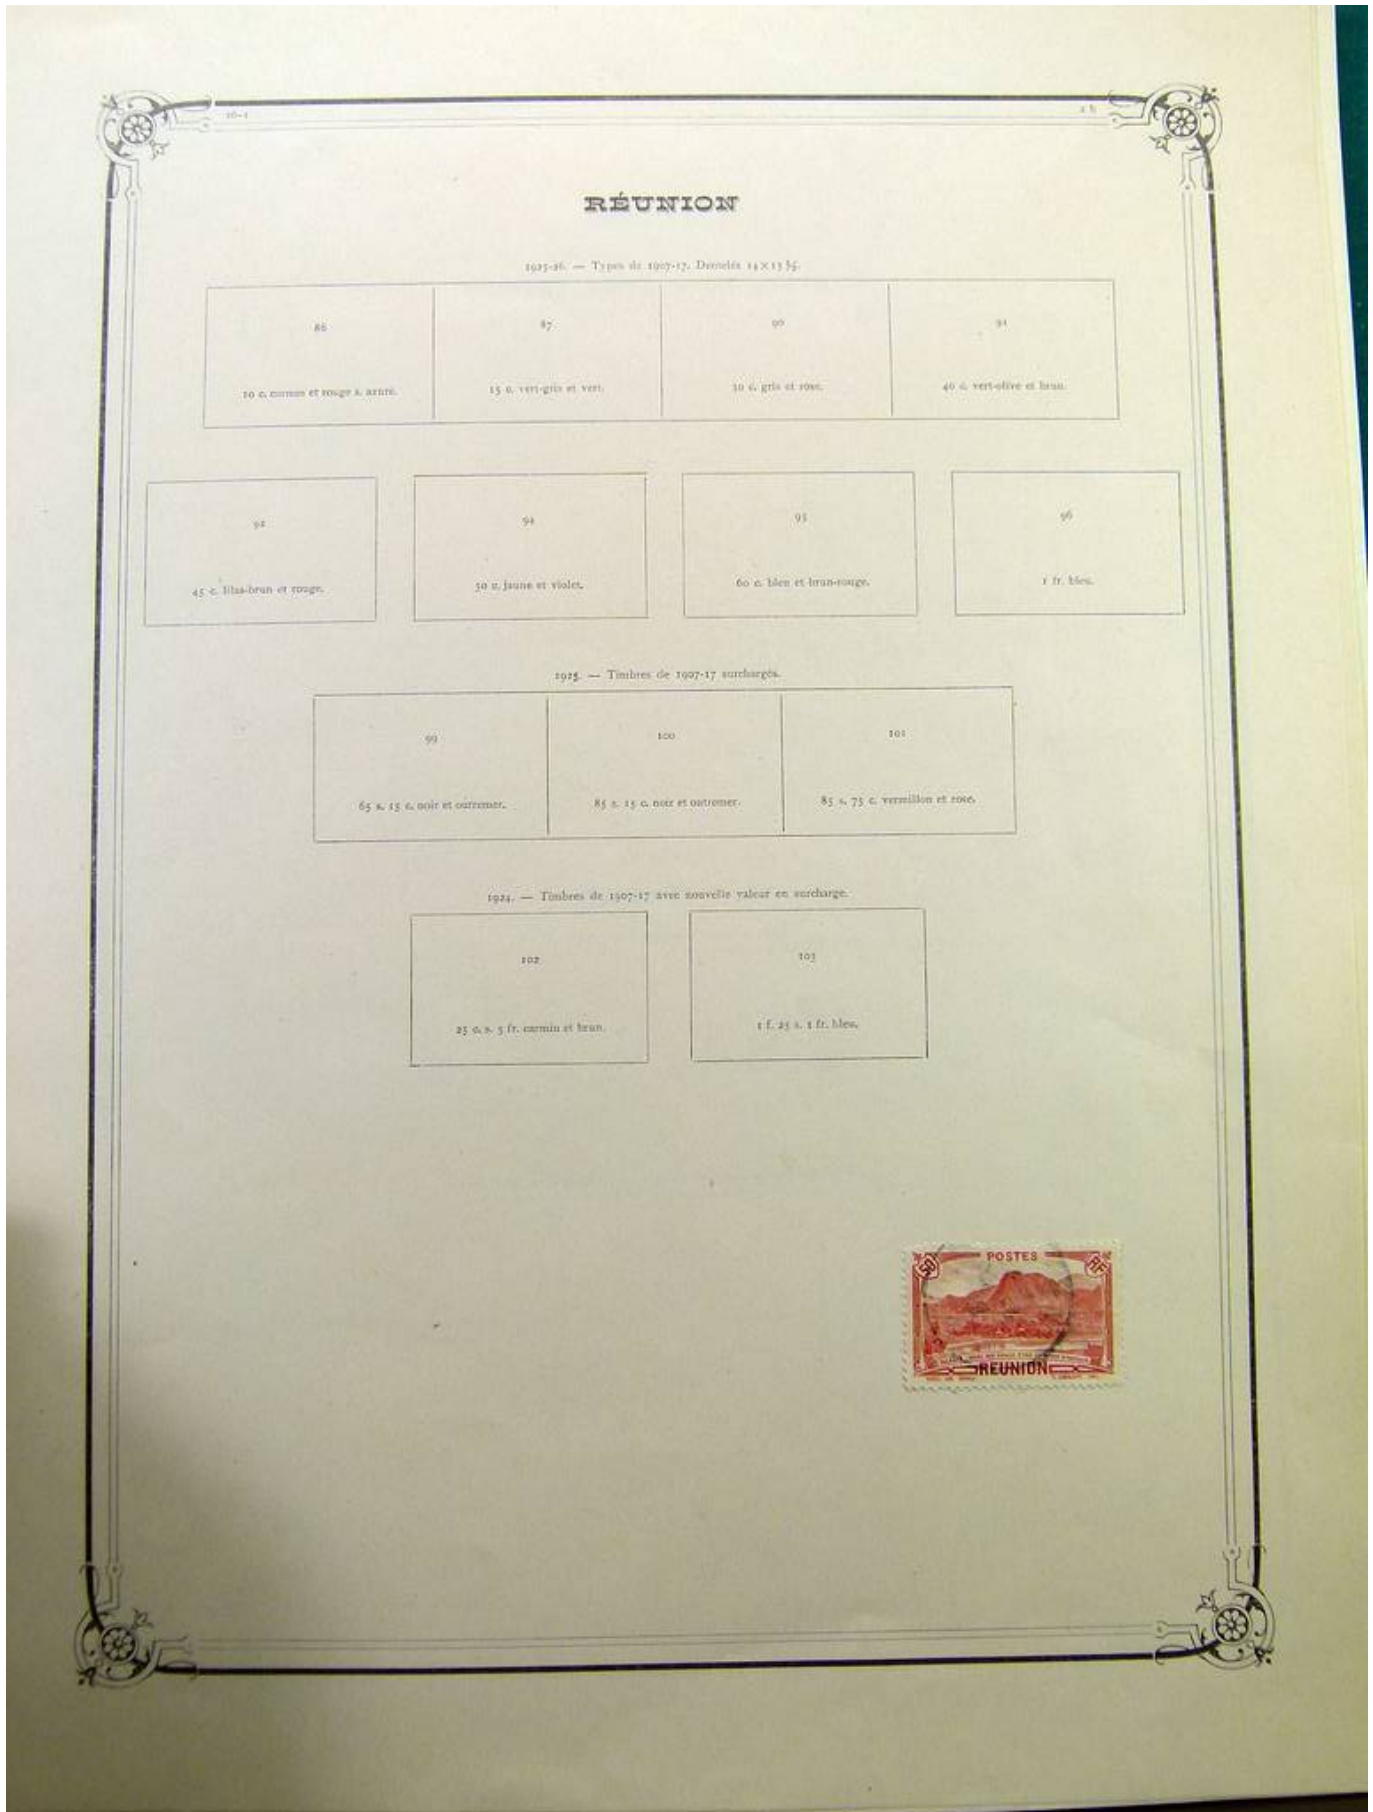 RÉUNION
1925-26. — Types de 1907-17. Dentelés 14×13½.
86 87 90 91
10 c. carmin et rouge s. azuré. 15 c. vert-gris et vert. 30 c. gris et rose. 40 c. vert-olive et brun.
92 94 95 96
45 c. lilas-brun et rouge. 50 c. jaune et violet. 60 c. bleu et brun-rouge. 1 fr. bleu.
1925. — Timbres de 1907-17 surchargés.
99 100 101
65 s. 15 c. noir et outremer. 85 s. 15 c. noir et outremer. 85 s. 75 c. vermillon et rose.
1924. — Timbres de 1907-17 avec nouvelle valeur en surcharge.
102 103
25 c. s. 5 fr. carmin et brun. 1 f. 25 s. 1 fr. bleu.
50c POSTES RF
REUNION